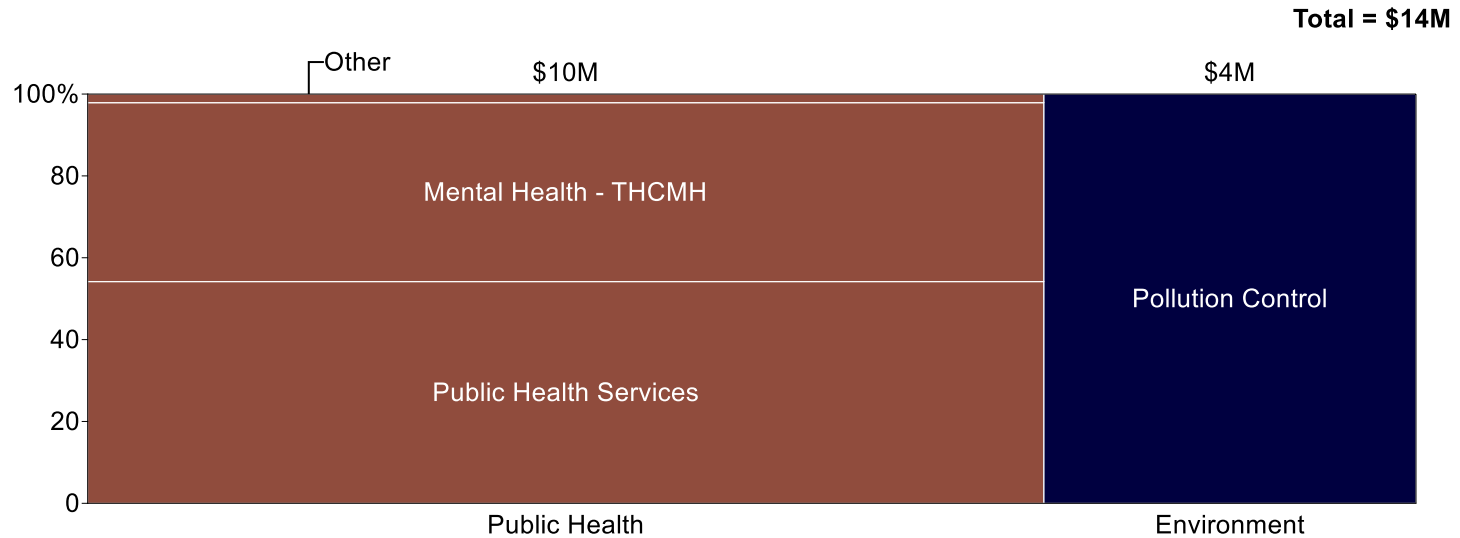 Total = $14M
Other
$10M
$4M
100%
80
60
40
20
0
Mental Health - THCMH
Public Health Services
Pollution Control
Public Health
Environment